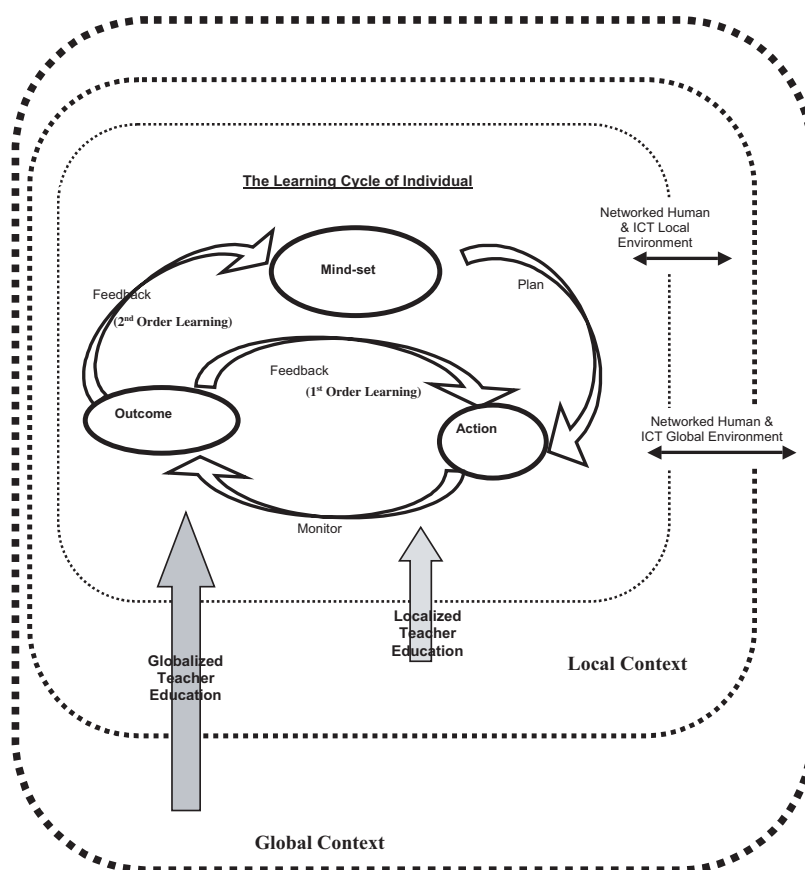 The Learning Cycle of Individual
Networked Human
& ICT Local
Environment
Mind-set
Plan
Feedback
(2nd Order Learning)
Feedback
(1st Order Learning)
Outcome
Action
Networked Human &
ICT Global Environment
Monitor
Localized
Teacher
Education
Globalized
Teacher
Education
Local Context
Global Context